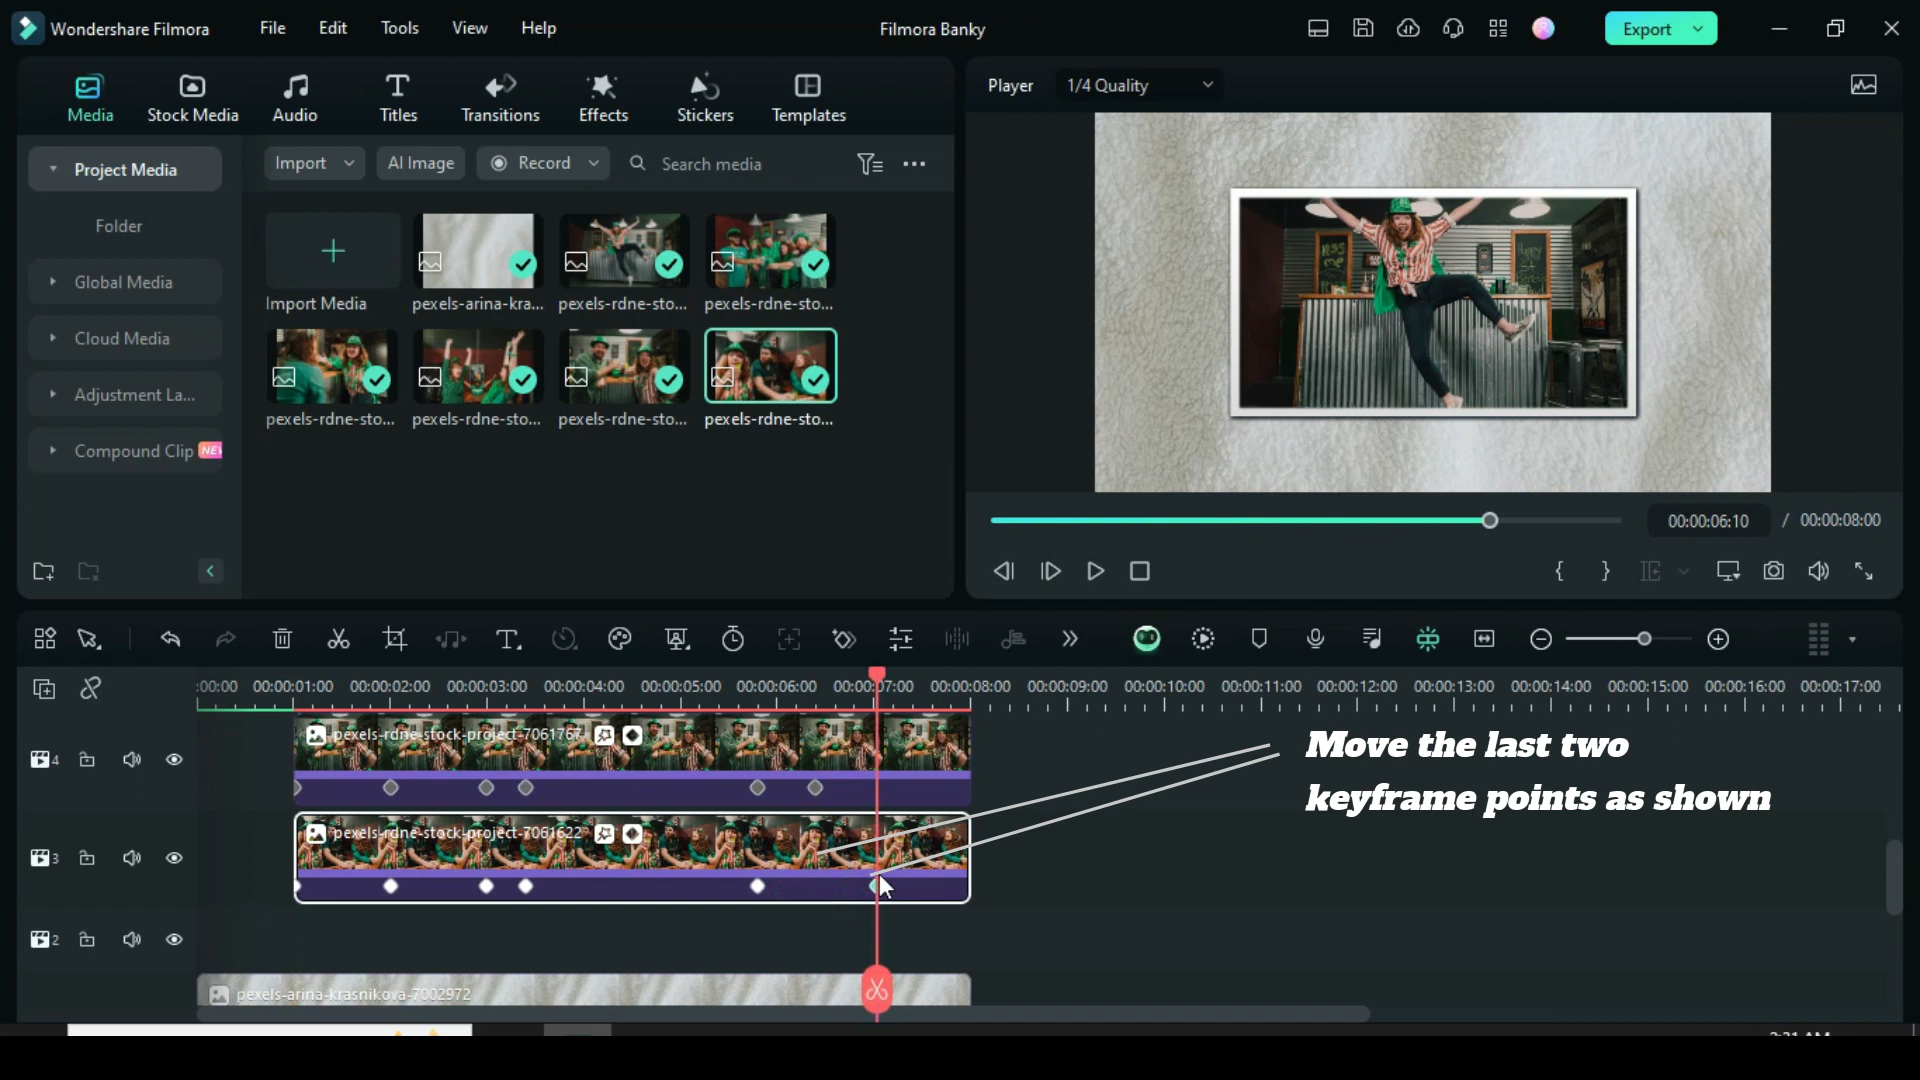 Wondershare Filmora
File
Edit
Tools
View
Help
Filmora Banky
Export
Media
Stock Media
Audio
Titles
Transitions
Effects
Stickers
Templates
Player
1/4 Quality
Project Media
Import
AI Image
Record
Search media
Folder
Global Media
Cloud Media
Adjustment La...
Compound Clip
Import Media
pexels-arina-kra...
pexels-rdne-sto...
pexels-rdne-sto...
pexels-rdne-sto...
pexels-rdne-sto...
pexels-rdne-sto...
pexels-rdne-sto...
00:00:06:10
/
00:00:08:00
:00:00
00:00:01:00
00:00:02:00
00:00:03:00
00:00:04:00
00:00:05:00
00:00:06:00
00:00:07:00
00:00:08:00
00:00:09:00
00:00:10:00
00:00:11:00
00:00:12:00
00:00:13:00
00:00:14:00
00:00:15:00
00:00:16:00
00:00:17:00
4
pexels-rdne-stock-project-7061767
Move the last two
keyframe points as shown
3
pexels-rdne-stock-project-7061622
2
pexels-arina-krasnikova-7002972